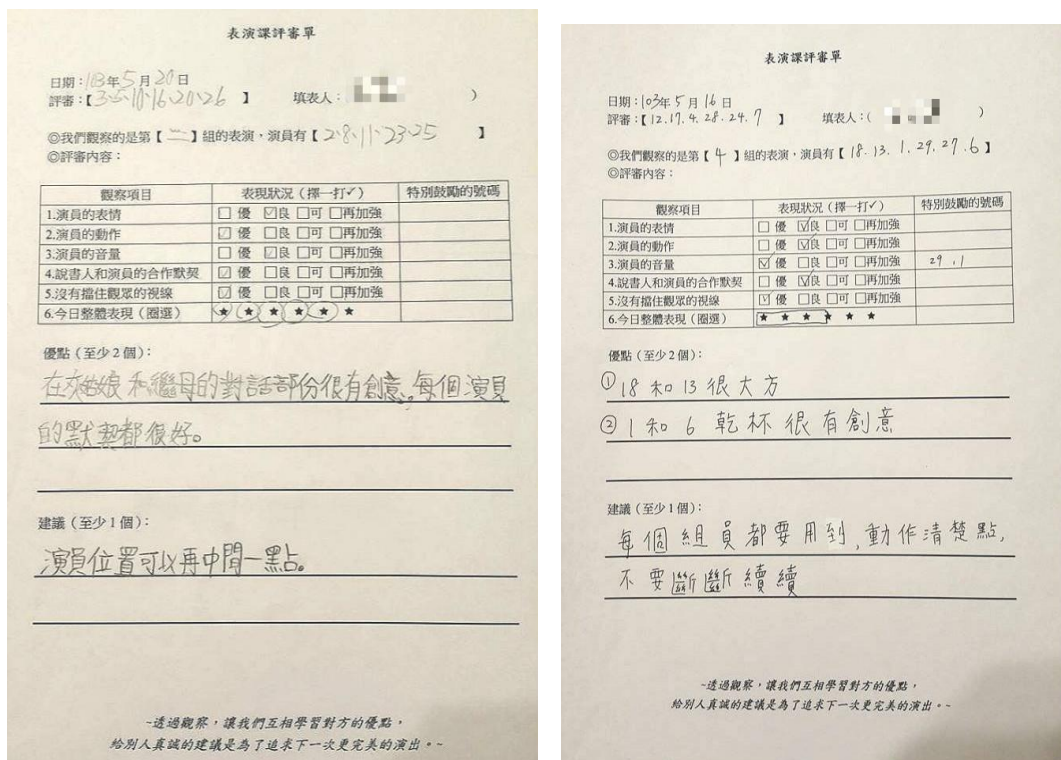 表演課評審單
日期：103年5月20日
評審：【3.5.10.16.20.26 】 填表人： ）
◎我們觀察的是第【二】組的表演，演員有【2.8.11.23.25 】
◎評審內容：
觀察項目 表現狀況（擇一打✓） 特別鼓勵的號碼
1.演員的表情 □優 ☑良 □可 □再加強
2.演員的動作 ☑優 □良 □可 □再加強
3.演員的音量 □優 ☑良 □可 □再加強
4.說書人和演員的合作默契 ☑優 □良 □可 □再加強
5.沒有擋住觀眾的視線 ☑優 □良 □可 □再加強
6.今日整體表現（圈選） ★ ★ ★ ★ ★ ★
優點（至少2個）：
在灰姑娘和繼母的對話部份很有創意。每個演員
的默契都很好。
建議（至少1個）：
演員位置可以再中間一點。
~透過觀察，讓我們互相學習對方的優點，
給別人真誠的建議是為了追求下一次更完美的演出。~
表演課評審單
日期：103年5月16日
評審：【12.17.4.28.24.7 】 填表人：（ ）
◎我們觀察的是第【4】組的表演，演員有【18.13.1.29.27.6】
◎評審內容：
觀察項目 表現狀況（擇一打✓） 特別鼓勵的號碼
1.演員的表情 □優 ☑良 □可 □再加強
2.演員的動作 □優 ☑良 □可 □再加強
3.演員的音量 ☑優 □良 □可 □再加強 29.1
4.說書人和演員的合作默契 □優 ☑良 □可 □再加強
5.沒有擋住觀眾的視線 ☑優 □良 □可 □再加強
6.今日整體表現（圈選） ★ ★ ★ ★ ★ ★
優點（至少2個）：
①18和13很大方
②1和6乾杯很有創意
建議（至少1個）：
每個組員都要用到，動作清楚點，
不要斷斷續續
~透過觀察，讓我們互相學習對方的優點，
給別人真誠的建議是為了追求下一次更完美的演出。~